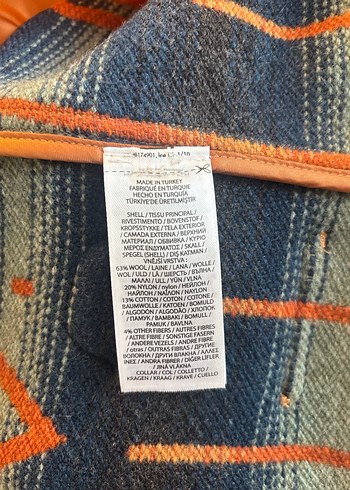 MADE IN TURKEY
FABRIQUÉ EN TURQUIE
HECHO EN TURQUÍA
TÜRKİYE'DE ÜRETİLMİŞTİR
SHELL / TISSU PRINCIPAL /
RIVESTIMENTO / BOVENSTOF /
KROPSSTYKKE / TELA EXTERIOR
/ CAMADA EXTERNA / ВЕРХНИЙ
МАТЕРИАЛ / ОБШИВКА / ΚΥΡΙΟ
ΜΕΡΟΣ ΕΝΔΥΜΑΤΟΣ / SKALL /
SPEGEL (SHELL) / DIŞ KATMAN /
VNĚJŠÍ VRSTVA :
63% WOOL / LAINE / LANA / WOLLE /
WOL / ULD / LÃ / ШЕРСТЬ / ВЪЛНА /
ΜΑΛΛΙ / ULL / YÜN / VLNA
20% NYLON / nylon / НЕЙЛОН /
НАЙЛОН / ΝΑΪΛΟΝ / NAYLON
13% COTTON / COTON / COTONE /
BAUMWOLLE / KATOEN / BOMULD
/ ALGODÓN / ALGODÃO / ХЛОПОК
/ ПАМУК / ΒΑΜΒΑΚΙ / BOMULL /
PAMUK / BAVLNA
4% OTHER FIBERS / AUTRES FIBRES
/ ALTRE FIBRE / SONSTIGE FASERN
/ ANDERE VEZELS / ANDRE FIBRE
/ otras / OUTRAS FIBRAS / ДРУГИЕ
ВОЛОКНА / ДРУГИ ВЛАКНА / ΑΛΛΕΣ
ΙΝΕΣ / ANDRA FIBRER / DİĞER LİFLER
/ JINÁ VLÁKNA
COLLAR / COL / COLLETTO /
KRAGEN / KRAAG / KRAVE / CUELLO